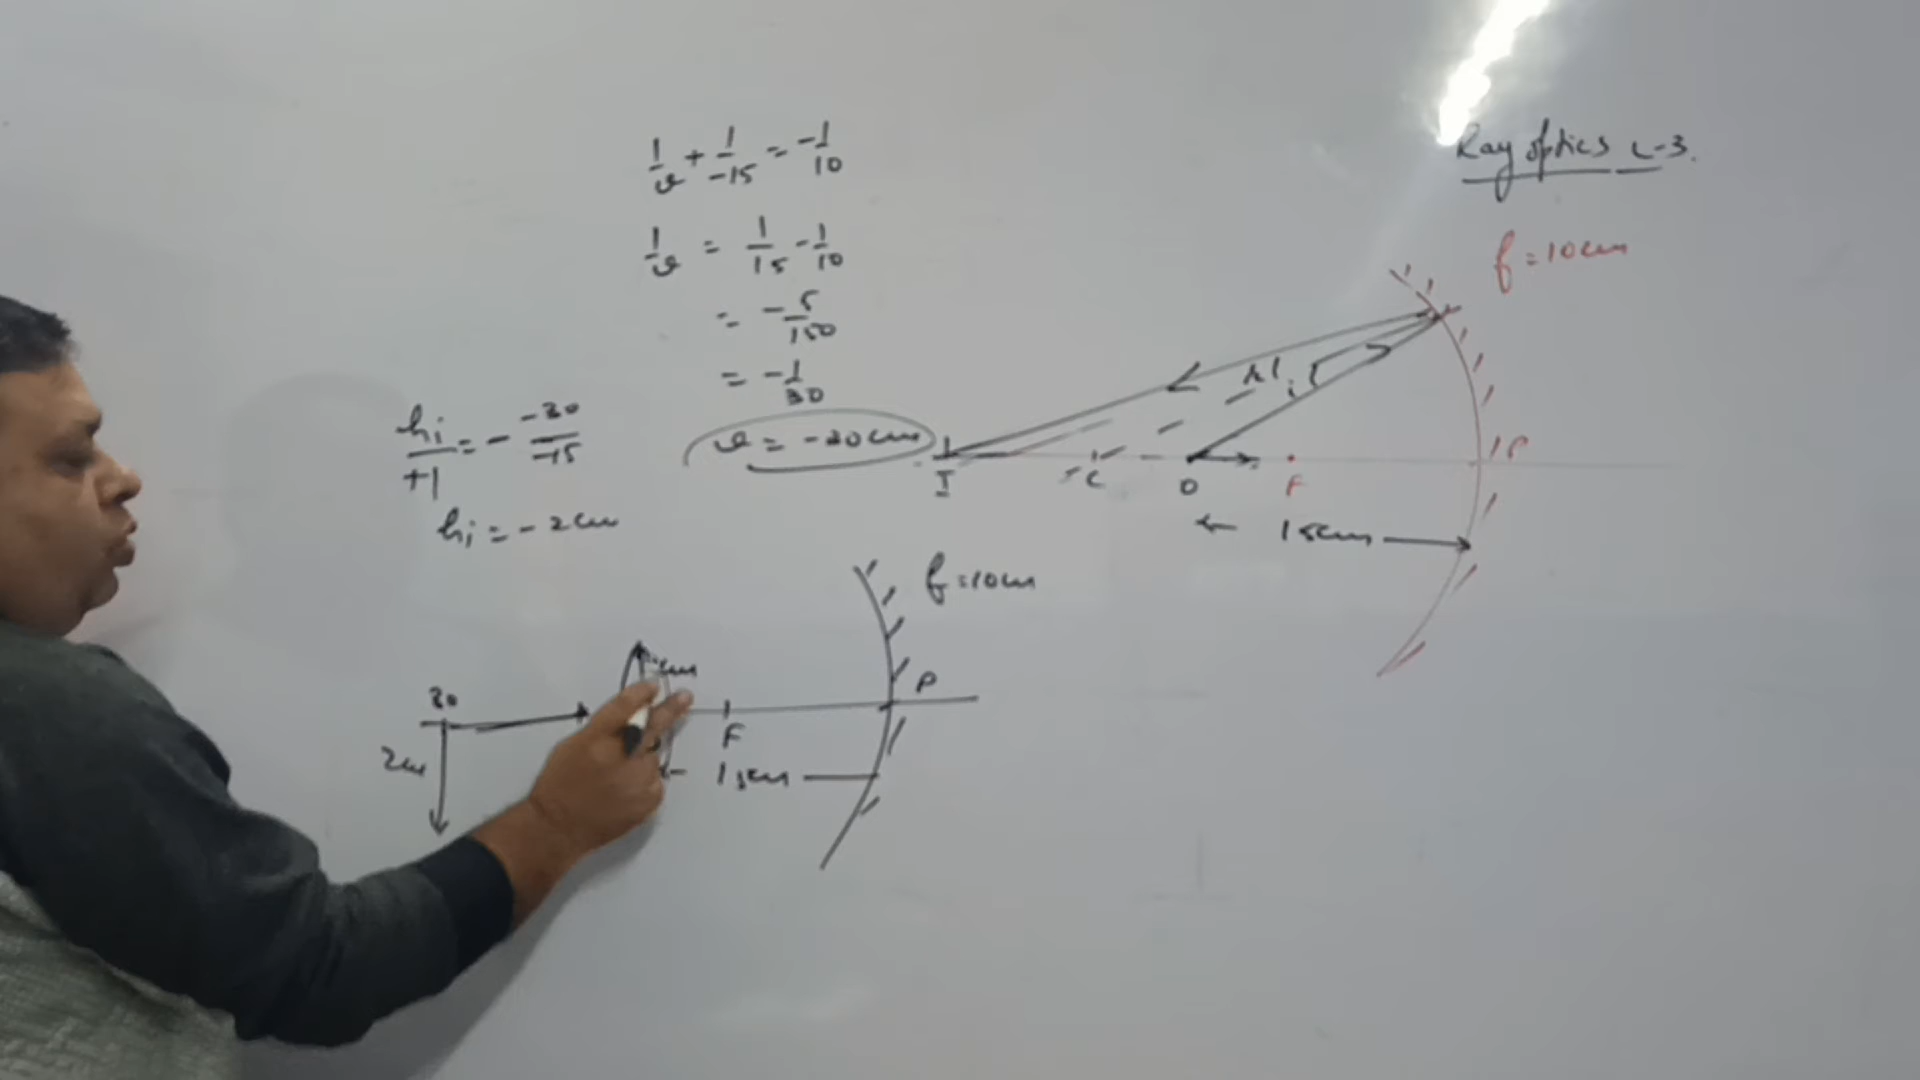 1/v + 1/-15 = -1/10
1/v = 1/15 - 1/10
= -5/150
= -1/30
v = -30cm
hi/+1 = - -30/-15
hi = -2cm
Ray optics L-3.
f = 10cm
r i
I C O F P
15cm
f = 10cm
30
cm
P
F
2cm
15cm